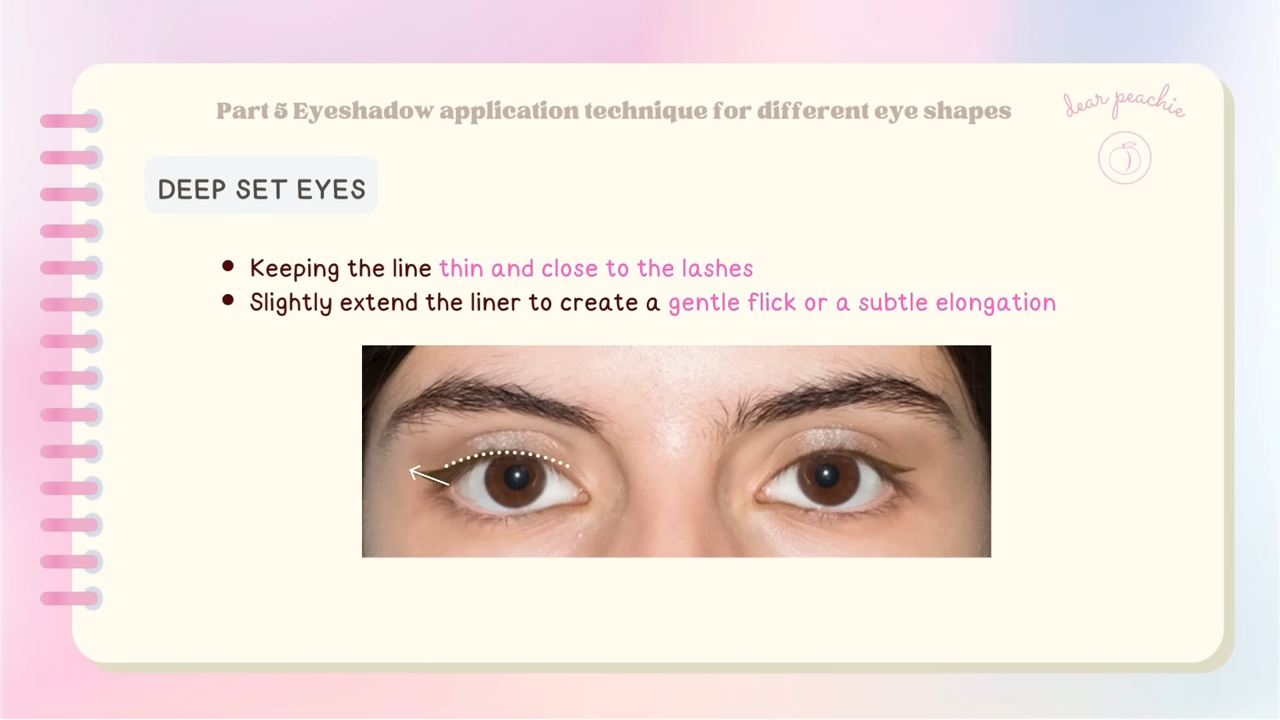 Part 5 Eyeshadow application technique for different eye shapes
dear peachie
DEEP SET EYES
Keeping the line thin and close to the lashes
Slightly extend the liner to create a gentle flick or a subtle elongation